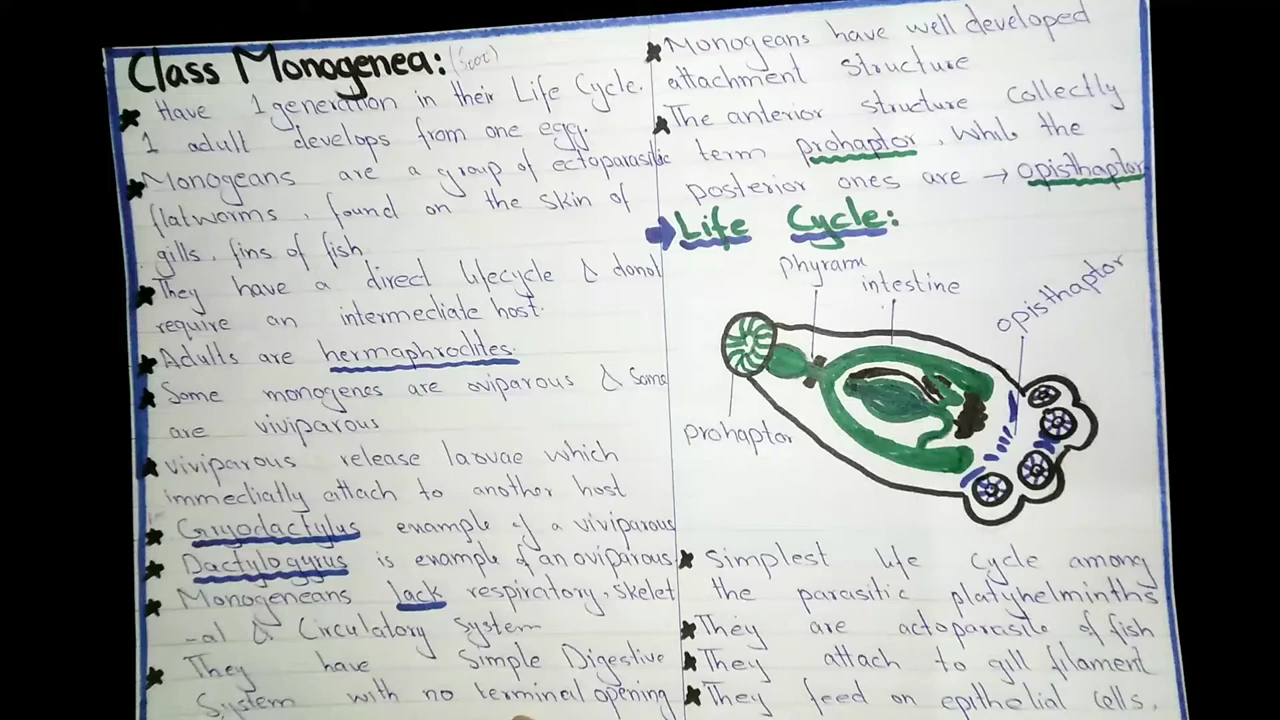 Class Monogenea:
* Have 1 generation in their Life Cycle.
1 adult develops from one egg.
* Monogeans are a group of ectoparasitic
flatworms, found on the skin of
gills, fins of fish.
* They have a direct lifecycle & donot
require an intermediate host.
* Adults are hermaphrodites.
* Some monogenes are oviparous & some
are viviparous
* viviparous release larvae which
immedially attach to another host
* Gryodactylus example of a viviparous
* Dactylogyrus is example of an oviparous
* Monogeneans lack respiratory, skelet
-al & Circulatory System
* They have Simple Digestive
System with no terminal opening
* Monogeans have well developed
attachment structure
* The anterior structure collectly
term prohaptor, while the
posterior ones are → opisthaptor
Life Cycle:
phyranx
intestine
opisthaptor
prohaptor
* Simplest life cycle among
the parasitic platyhelminths
* They are actoparasite of fish
* They attach to gill filament
* They feed on epithelial cells.